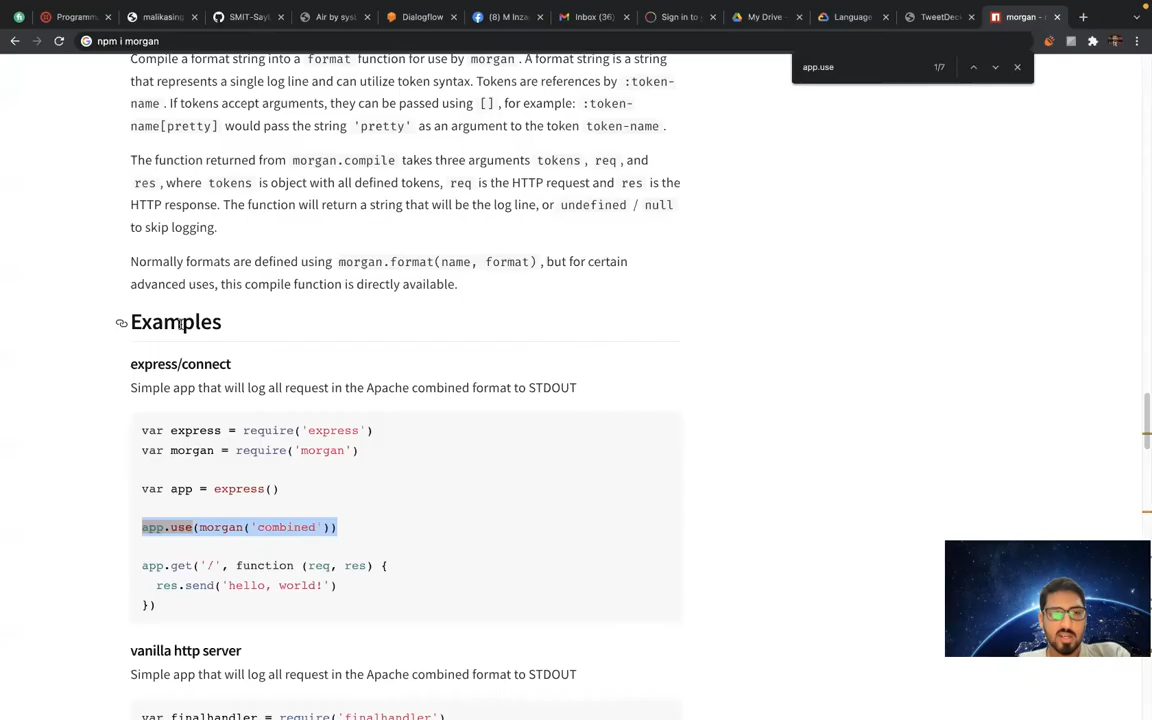 Programm
malikasing
SMIT-Sayl
Air by sys
Dialogflow
(8) M Inza
Inbox (36)
Sign in to
My Drive -
Language
TweetDec
morgan -
npm i morgan
app.use
1/7
Compile a format string into a format function for use by morgan . A format string is a string
that represents a single log line and can utilize token syntax. Tokens are references by :token-
name . If tokens accept arguments, they can be passed using [] , for example: :token-
name[pretty] would pass the string 'pretty' as an argument to the token token-name .
The function returned from morgan.compile takes three arguments tokens , req , and
res , where tokens is object with all defined tokens, req is the HTTP request and res is the
HTTP response. The function will return a string that will be the log line, or undefined / null
to skip logging.
Normally formats are defined using morgan.format(name, format) , but for certain
advanced uses, this compile function is directly available.
Examples
express/connect
Simple app that will log all request in the Apache combined format to STDOUT
var express = require('express')
var morgan = require('morgan')
var app = express()
app.use(morgan('combined'))
app.get('/', function (req, res) {
res.send('hello, world!')
})
vanilla http server
Simple app that will log all request in the Apache combined format to STDOUT
var finalhandler = require('finalhandler')